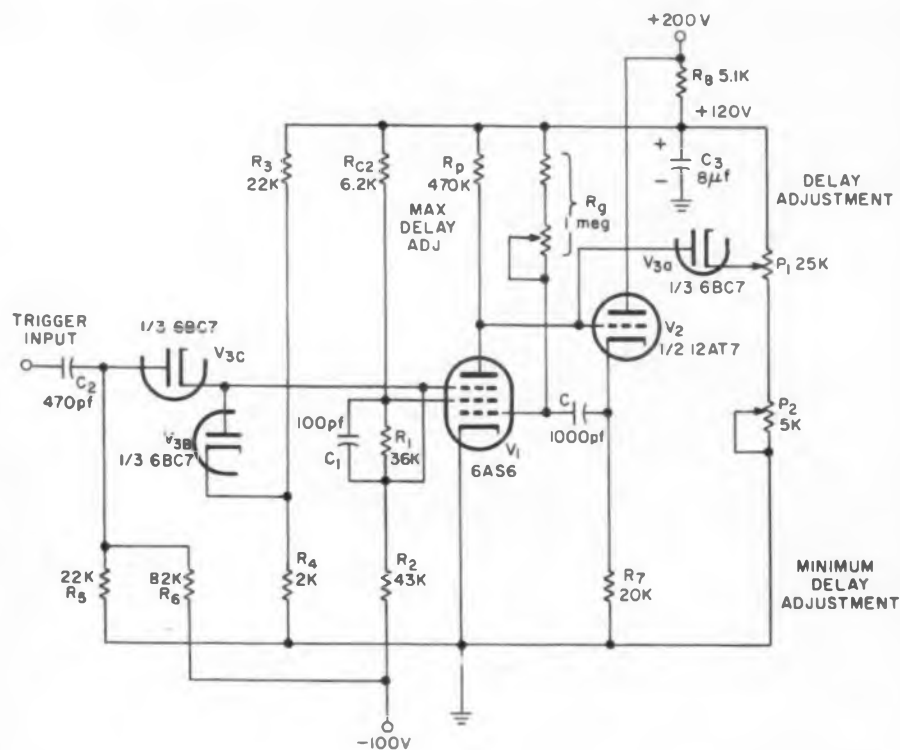 +200V
R8 5.1K
+120V
R3
22K
RC2
6.2K
Rp
470K
MAX
DELAY
ADJ
Rg
1 meg
+
C3
8μf
−
DELAY
ADJUSTMENT
V3a
1/3 6BC7
P1 25K
TRIGGER
INPUT
1/3 6BC7
V3C
C2
470pf
V2
1/2 12AT7
100pf
C1
R1
36K
V3B
1/3 6BC7
V1
6AS6
C
1000pf
P2
5K
22K
R5
82K
R6
R4
2K
R2
43K
R7
20K
MINIMUM
DELAY
ADJUSTMENT
-100V